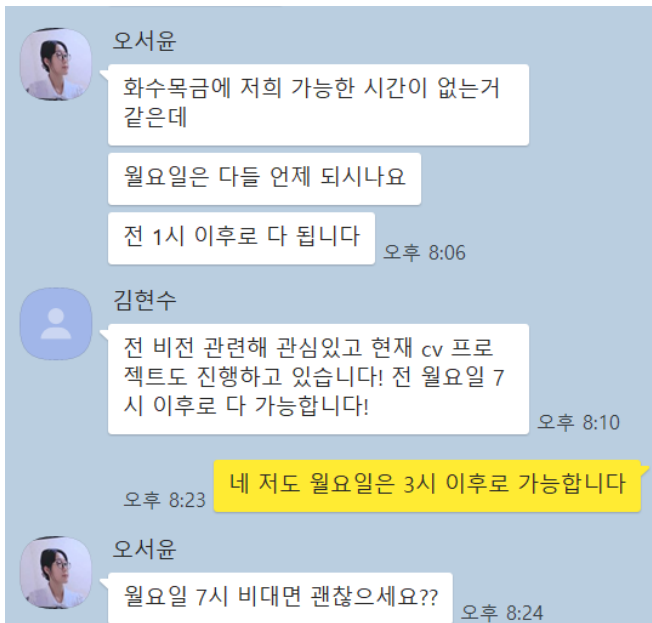 오서윤
화수목금에 저희 가능한 시간이 없는거
같은데
월요일은 다들 언제 되시나요
전 1시 이후로 다 됩니다
오후 8:06
김현수
전 비전 관련해 관심있고 현재 cv 프로
젝트도 진행하고 있습니다! 전 월요일 7
시 이후로 다 가능합니다!
오후 8:10
네 저도 월요일은 3시 이후로 가능합니다
오후 8:23
오서윤
월요일 7시 비대면 괜찮으세요??
오후 8:24